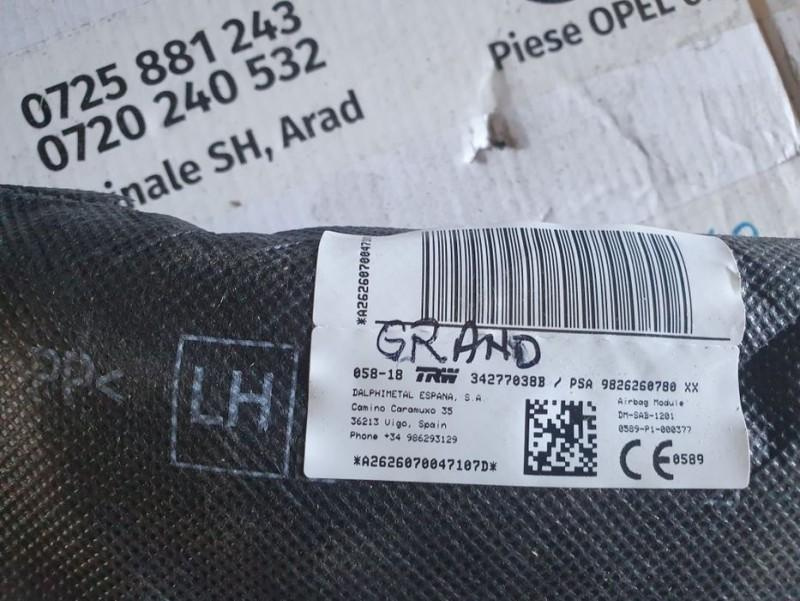 0725 881 243
0720 240 532
inale SH, Arad
Piese OPEL
*A2626070047107D*
GRAND
058-18 TRW 34277038B / PSA 9826260780 XX
DALPHIMETAL ESPANA, S.A
Camino Caramuxo 35
36213 Vigo, Spain
Phone +34 986293129
*A2626070047107D*
Airbag Module
DM-SAB-1201
0589-P1-000377
CE 0589
LH